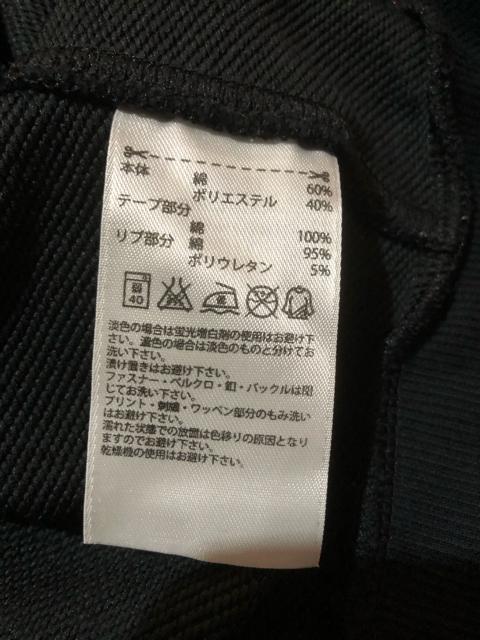 本体 綿 60%
ポリエステル 40%
テープ部分
綿 100%
リブ部分 綿 95%
ポリウレタン 5%
弱
40
淡色の場合は蛍光増白剤の使用はお避け下
さい。濃色の場合は淡色のものと分けてお
洗い下さい。
漬け置きはお避け下さい。
ファスナー・ベルクロ・釦・バックルは閉
じてお洗い下さい。
プリント・刺繍・ワッペン部分のもみ洗い
はお避け下さい。
濡れた状態での放置は色移りの原因となり
ますのでお避け下さい。
乾燥機の使用はお避け下さい。